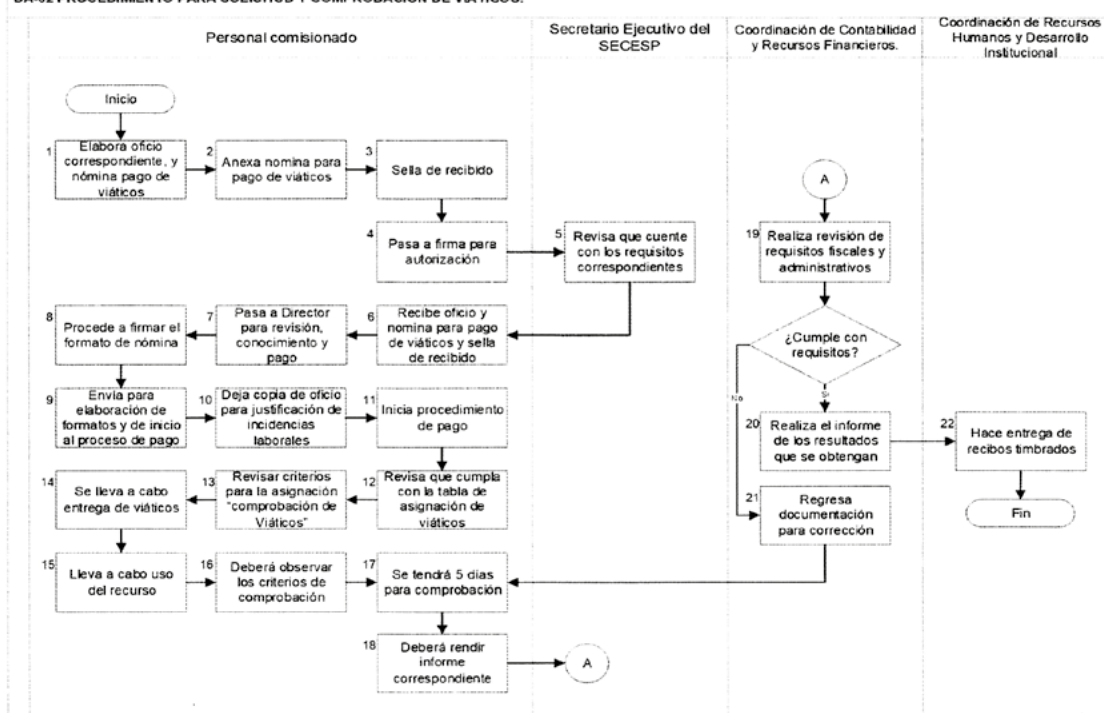 DA-02 PROCEDIMIENTO PARA SOLICITUD Y COMPROBACIÓN DE VIÁTICOS.
Personal comisionado
Secretario Ejecutivo del
SECESP
Coordinación de Contabilidad
y Recursos Financieros.
Coordinación de Recursos
Humanos y Desarrollo
Institucional
Inicio
1
Elabora oficio
correspondiente, y
nómina pago de
viáticos
2
Anexa nomina para
pago de viáticos
3
Sella de recibido
4
Pasa a firma para
autorización
5
Revisa que cuente
con los requisitos
correspondientes
6
Recibe oficio y
nomina para pago
de viáticos y sella
de recibido
7
Pasa a Director
para revisión,
conocimiento y
pago
8
Procede a firmar el
formato de nómina
9
Envía para
elaboración de
formatos y de inicio
al proceso de pago
10
Deja copia de oficio
para justificación de
incidencias
laborales
11
Inicia procedimiento
de pago
12
Revisa que cumpla
con la tabla de
asignación de
viáticos
13
Revisar criterios
para la asignación
"comprobación de
Viáticos"
14
Se lleva a cabo
entrega de viáticos
15
Lleva a cabo uso
del recurso
16
Deberá observar
los criterios de
comprobación
17
Se tendrá 5 días
para comprobación
18
Deberá rendir
informe
correspondiente
A
A
19
Realiza revisión de
requisitos fiscales y
administrativos
¿Cumple con
requisitos?
No
Si
20
Realiza el informe
de los resultados
que se obtengan
21
Regresa
documentación
para corrección
22
Hace entrega de
recibos timbrados
Fin